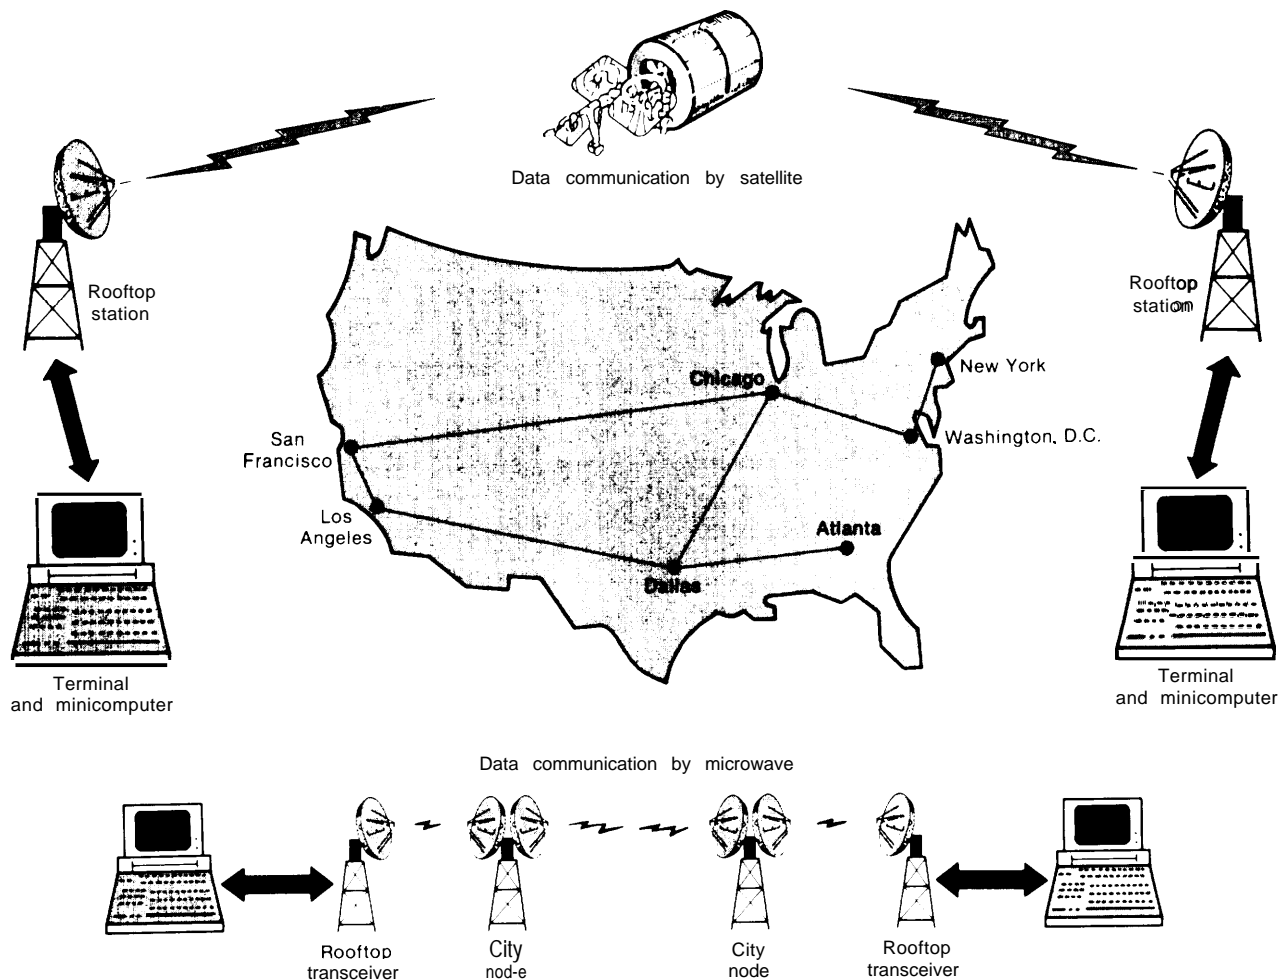 Data communication by satellite
Rooftop
station
Rooftop
station
Chicago
New York
San
Francisco
Washington, D.C.
Los
Angeles
Atlanta
Dallas
Terminal
and minicomputer
Terminal
and minicomputer
Data communication by microwave
Rooftop
transceiver
City
nod-e
City
node
Rooftop
transceiver